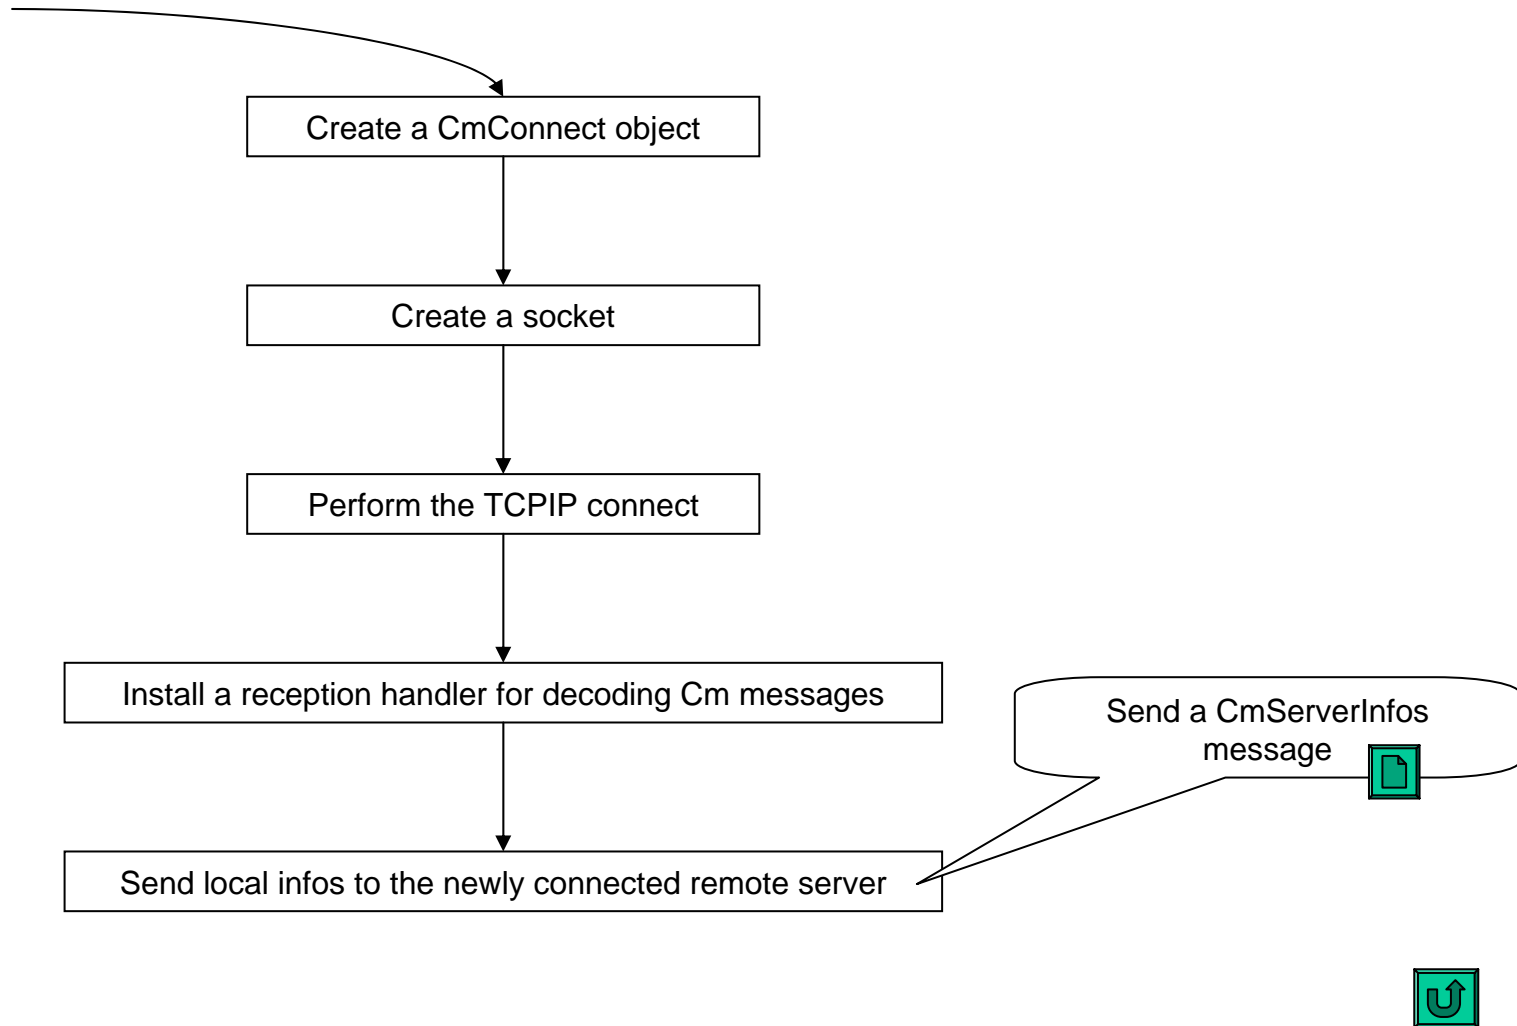 Create a CmConnect object
Create a socket
Perform the TCPIP connect
Install a reception handler for decoding Cm messages
Send a CmServerInfos
message
Send local infos to the newly connected remote server